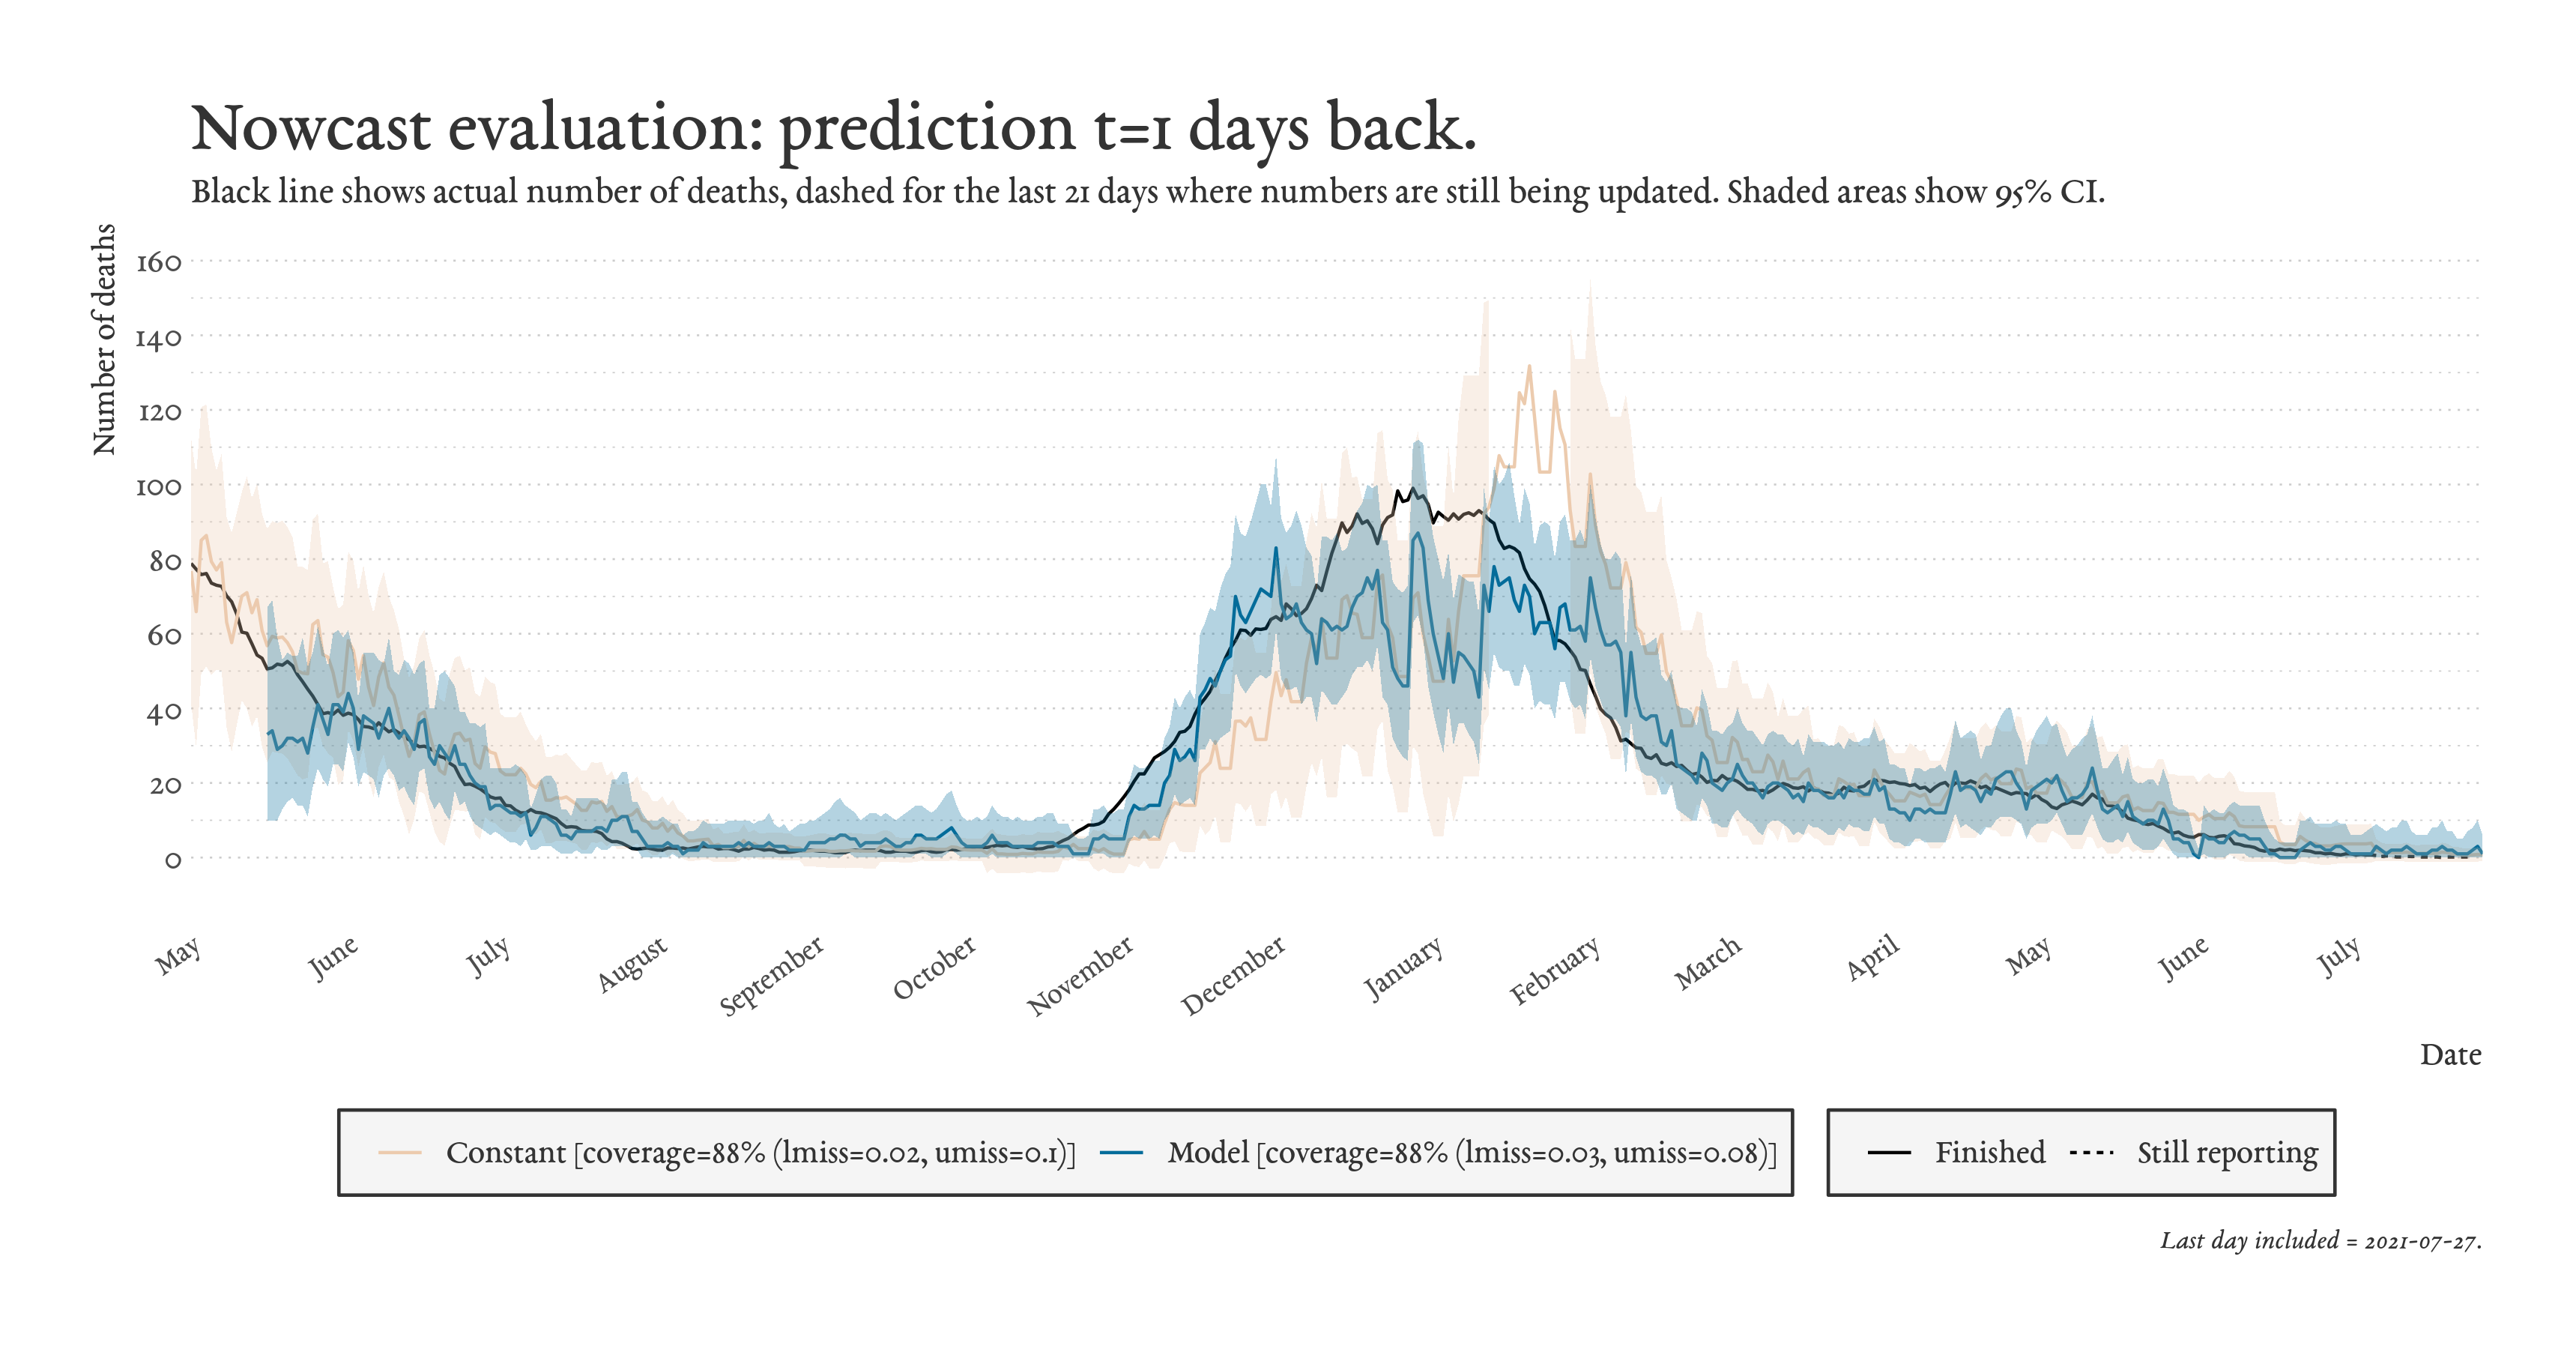 Nowcast evaluation: prediction t=1 days back.
Black line shows actual number of deaths, dashed for the last 21 days where numbers are still being updated. Shaded areas show 95% CI.
Number of deaths
160
140
120
100
80
60
40
20
0
May
June
July
August
September
October
November
December
January
February
March
April
May
June
July
Date
Constant [coverage=88% (lmiss=0.02, umiss=0.1)]
Model [coverage=88% (lmiss=0.03, umiss=0.08)]
Finished
Still reporting
Last day included = 2021-07-27.